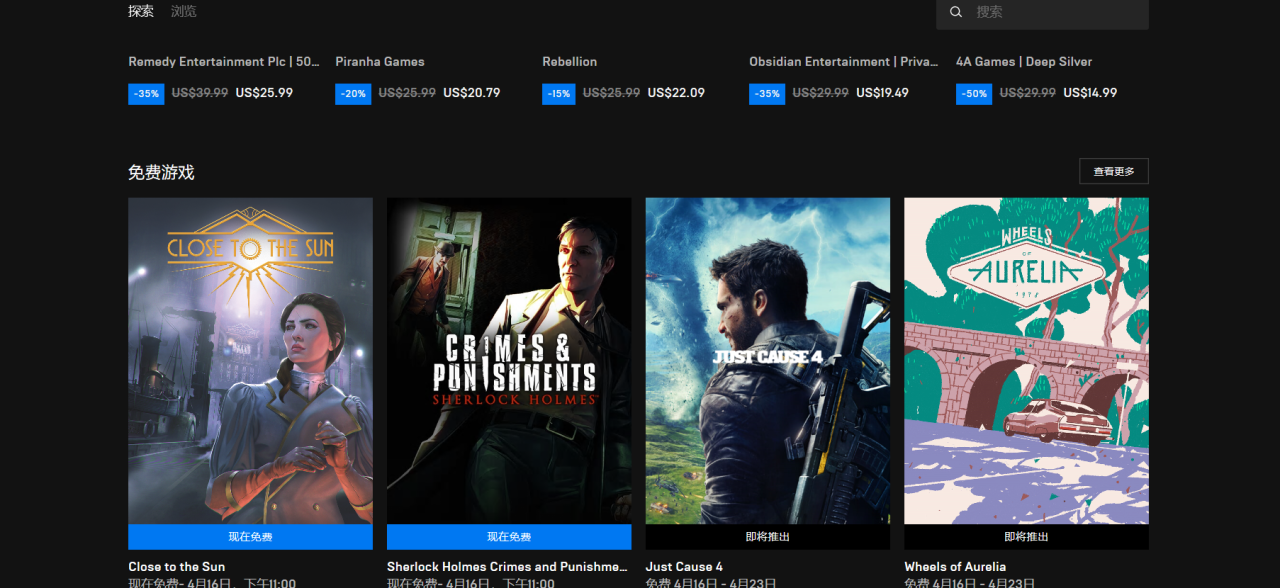 探索 浏览 搜索
Remedy Entertainment Plc | 50... Piranha Games Rebellion Obsidian Entertainment | Priva... 4A Games | Deep Silver
-35% US$39.99 US$25.99 -20% US$25.99 US$20.79 -15% US$25.99 US$22.09 -35% US$29.99 US$19.49 -50% US$29.99 US$14.99
免费游戏 查看更多
CLOSE TO THE SUN
CRIMES &
PUNISHMENTS
SHERLOCK HOLMES
JUST CAUSE 4
WHEELS
OF
AURELIA
1978
现在免费 现在免费 即将推出 即将推出
Close to the Sun Sherlock Holmes Crimes and Punishme... Just Cause 4 Wheels of Aurelia
现在免费- 4月16日，下午11:00 现在免费- 4月16日，下午11:00 免费 4月16日 - 4月23日 免费 4月16日 - 4月23日